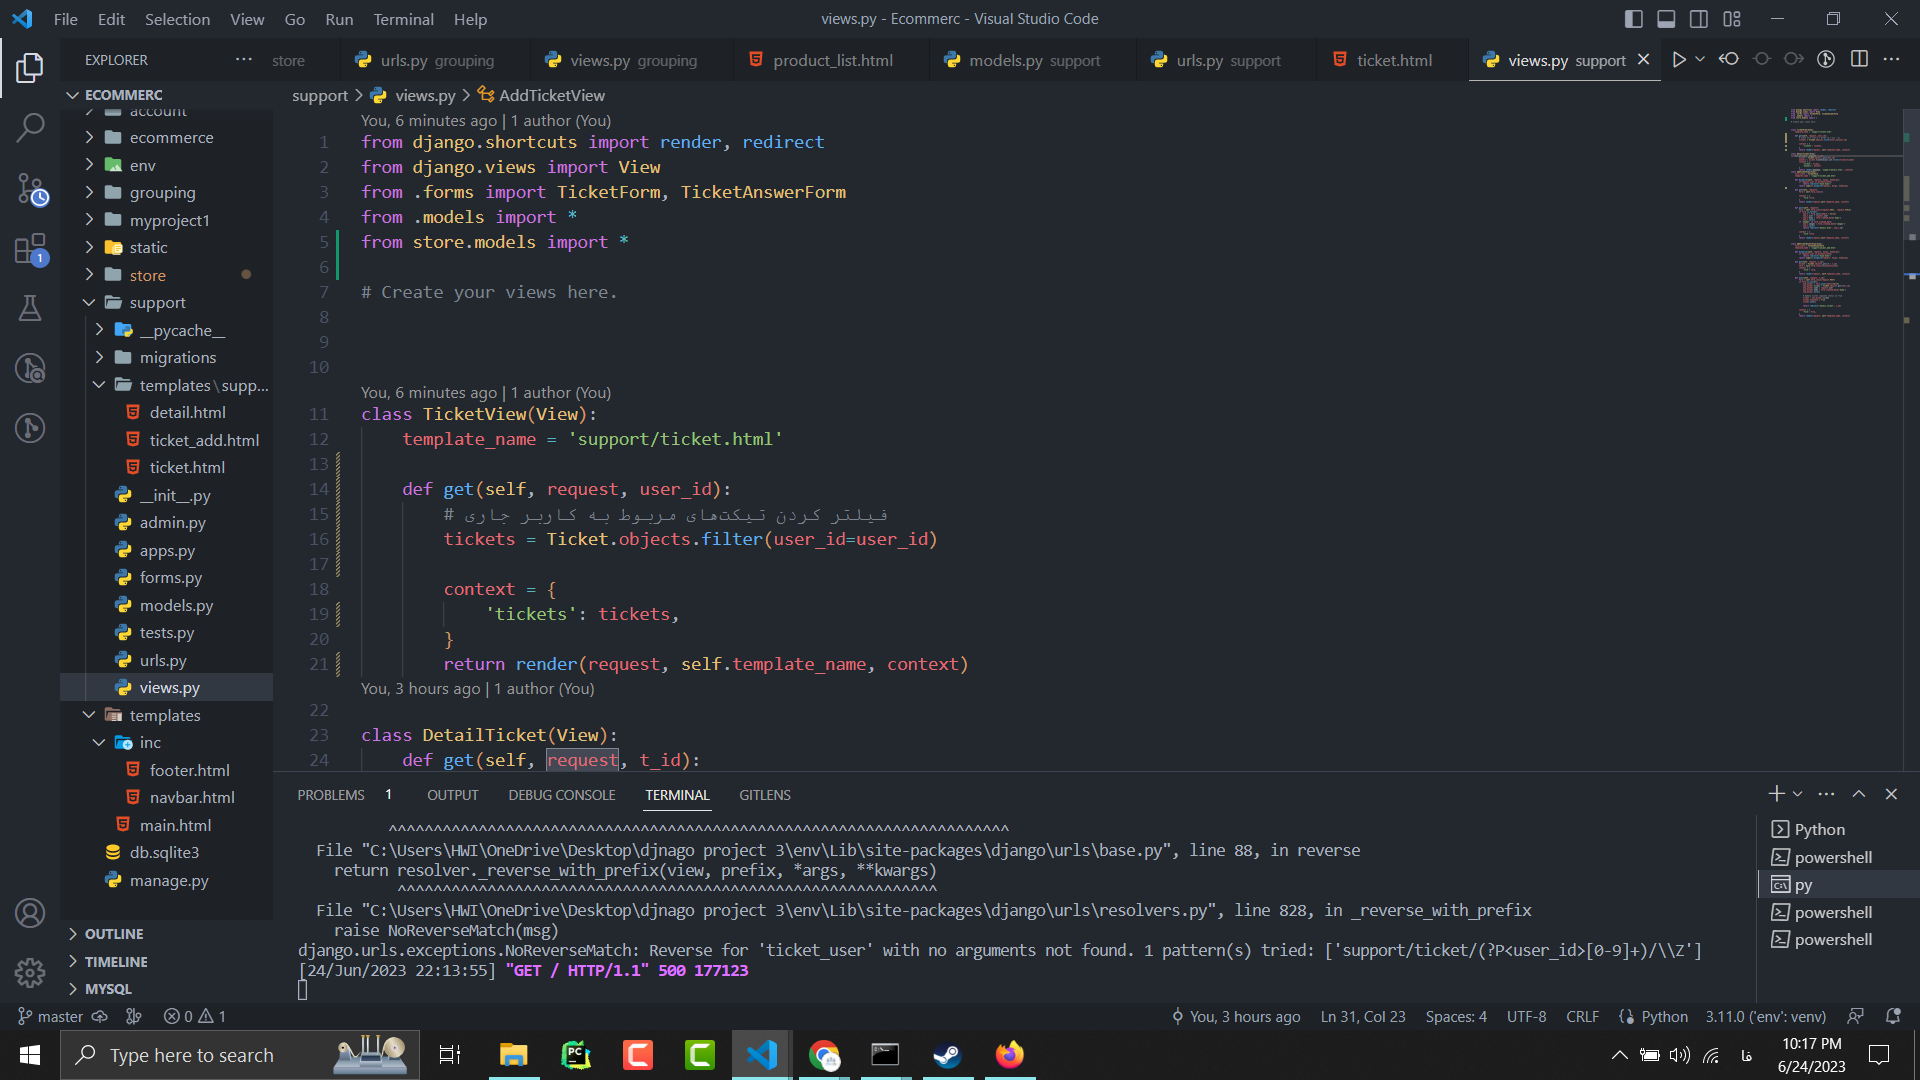 File Edit Selection View Go Run Terminal Help
views.py - Ecommerc - Visual Studio Code
EXPLORER
store
urls.py grouping
views.py grouping
product_list.html
models.py support
urls.py support
ticket.html
views.py support
ECOMMERC
account
ecommerce
env
grouping
myproject1
static
store
support
__pycache__
migrations
templates\supp...
detail.html
ticket_add.html
ticket.html
__init__.py
admin.py
apps.py
forms.py
models.py
tests.py
urls.py
views.py
templates
inc
footer.html
navbar.html
main.html
db.sqlite3
manage.py
OUTLINE
TIMELINE
MYSQL
1
support > views.py > AddTicketView
You, 6 minutes ago | 1 author (You)
1 from django.shortcuts import render, redirect
2 from django.views import View
3 from .forms import TicketForm, TicketAnswerForm
4 from .models import *
5 from store.models import *
6
7 # Create your views here.
8
9
10
You, 6 minutes ago | 1 author (You)
11 class TicketView(View):
12 template_name = 'support/ticket.html'
13
14 def get(self, request, user_id):
15 # فیلتر کردن تیکت‌های مربوط به کاربر جاری
16 tickets = Ticket.objects.filter(user_id=user_id)
17
18 context = {
19 'tickets': tickets,
20 }
21 return render(request, self.template_name, context)
You, 3 hours ago | 1 author (You)
22
23 class DetailTicket(View):
24 def get(self, request, t_id):
PROBLEMS 1 OUTPUT DEBUG CONSOLE TERMINAL GITLENS
^^^^^^^^^^^^^^^^^^^^^^^^^^^^^^^^^^^^^^^^^^^^^^^^^^^^^^^^^^^^^^^^^^^^^
File "C:\Users\HWI\OneDrive\Desktop\djnago project 3\env\Lib\site-packages\django\urls\base.py", line 88, in reverse
return resolver._reverse_with_prefix(view, prefix, *args, **kwargs)
^^^^^^^^^^^^^^^^^^^^^^^^^^^^^^^^^^^^^^^^^^^^^^^^^^^^^^^^^^^^
File "C:\Users\HWI\OneDrive\Desktop\djnago project 3\env\Lib\site-packages\django\urls\resolvers.py", line 828, in _reverse_with_prefix
raise NoReverseMatch(msg)
django.urls.exceptions.NoReverseMatch: Reverse for 'ticket_user' with no arguments not found. 1 pattern(s) tried: ['support/ticket/(?P<user_id>[0-9]+)/\\Z']
[24/Jun/2023 22:13:55] "GET / HTTP/1.1" 500 177123
Python
powershell
py
powershell
powershell
master 0 1
You, 3 hours ago Ln 31, Col 23 Spaces: 4 UTF-8 CRLF Python 3.11.0 ('env': venv)
Type here to search
فا
10:17 PM
6/24/2023